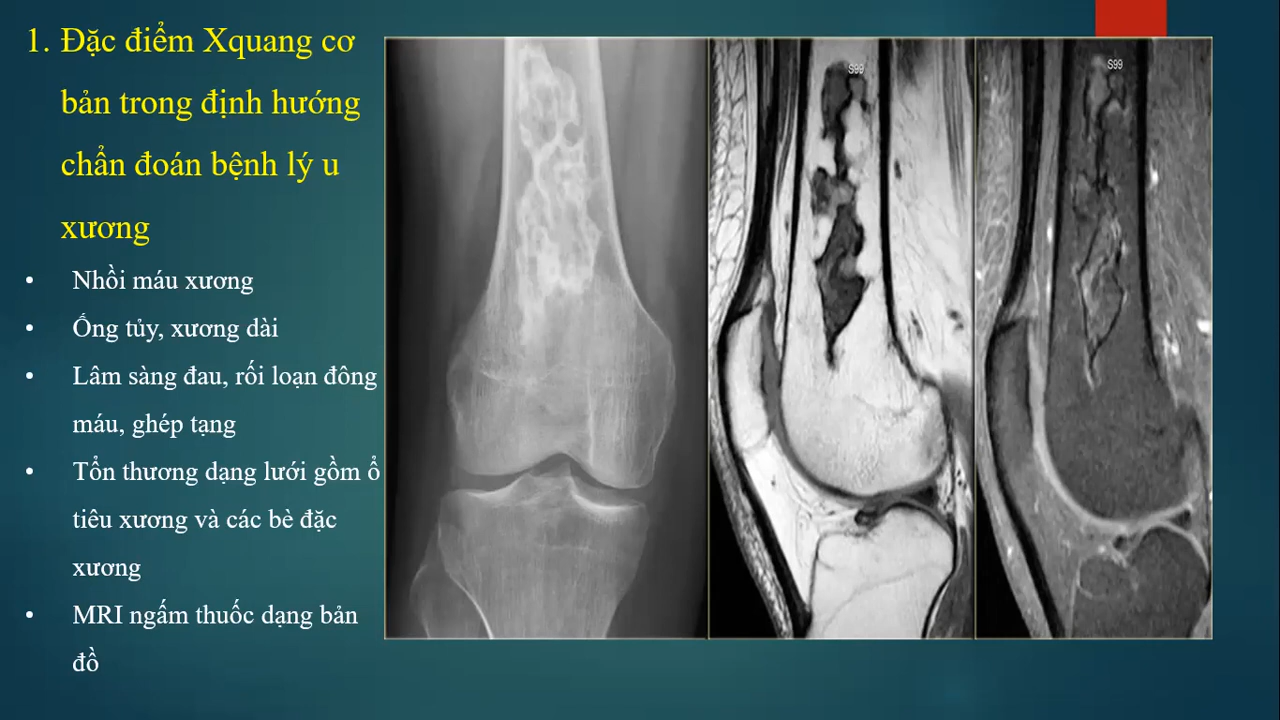 1. Đặc điểm Xquang cơ
bản trong định hướng
chẩn đoán bệnh lý u
xương
• Nhồi máu xương
• Ống tủy, xương dài
• Lâm sàng đau, rối loạn đông
máu, ghép tạng
• Tổn thương dạng lưới gồm ổ
tiêu xương và các bè đặc
xương
• MRI ngấm thuốc dạng bản
đồ
S99
S99